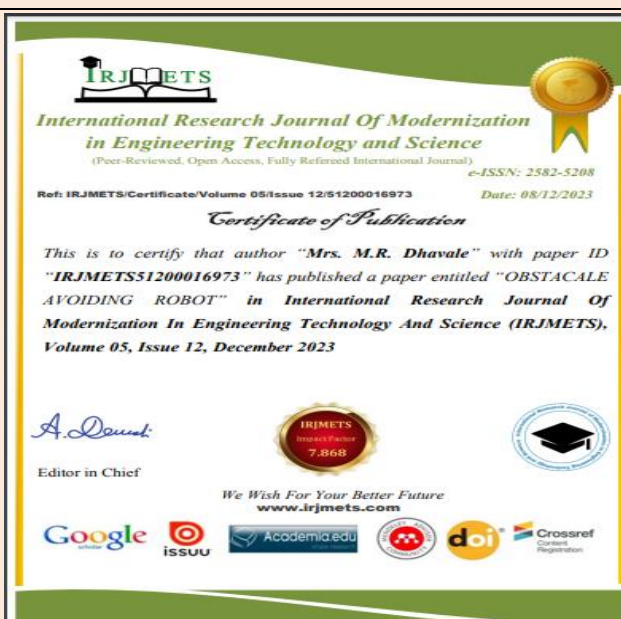 IRJMETS
International Research Journal Of Modernization
in Engineering Technology and Science
(Peer-Reviewed, Open Access, Fully Refereed International Journal)
e-ISSN: 2582-5208
Ref: IRJMETS/Certificate/Volume 05/Issue 12/51200016973
Date: 08/12/2023
Certificate of Publication
This is to certify that author “Mrs. M.R. Dhavale” with paper ID
“IRJMETS51200016973” has published a paper entitled “OBSTACALE
AVOIDING ROBOT” in International Research Journal Of
Modernization In Engineering Technology And Science (IRJMETS),
Volume 05, Issue 12, December 2023
IRJMETS
Impact Factor
7.868
Editor in Chief
We Wish For Your Better Future
www.irjmets.com
Google
scholar
issuu
Academia.edu
doi
Crossref
Content
Registration